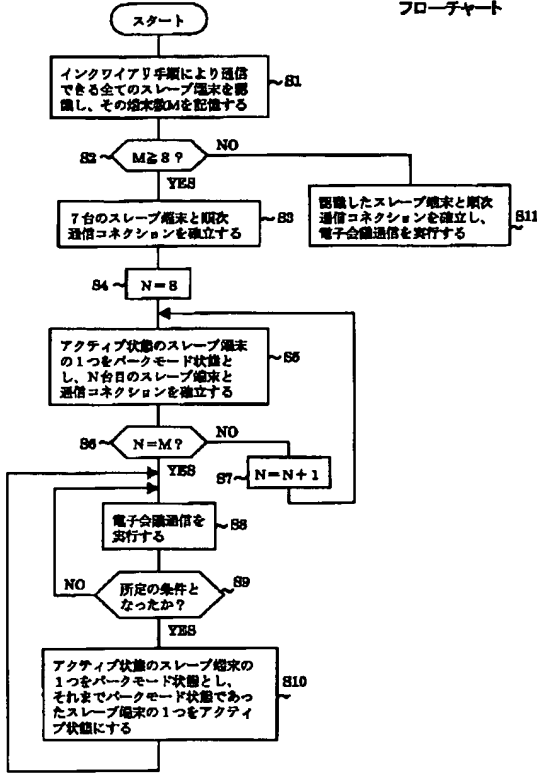 フローチャート
スタート
インクワイアリ手順により通信
できる全てのスレーブ端末を認
識し、その端末数Mを記憶する
S1
S2
M≧8?
NO
YES
7台のスレーブ端末と順次
通信コネクションを確立する
S3
認識したスレーブ端末と順次
通信コネクションを確立し、
電子会議通信を実行する
S11
S4
N=8
アクティブ状態のスレーブ端末
の1つをパークモード状態と
し、N台目のスレーブ端末と
通信コネクションを確立する
S5
S6
N=M?
NO
YES
S7
N=N+1
電子会議通信を
実行する
S8
NO
所定の条件と
なったか?
S9
YES
アクティブ状態のスレーブ端末の
1つをパークモード状態とし、
それまでパークモード状態であっ
たスレーブ端末の1つをアクティ
ブ状態にする
S10